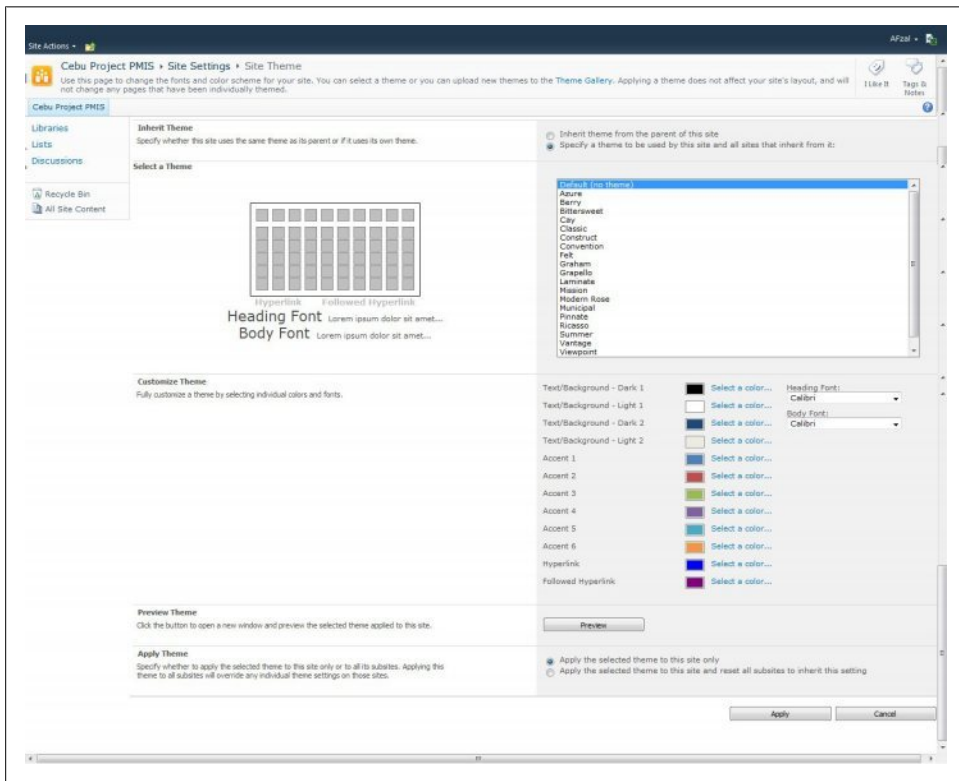 AFzal
Site Actions
Cebu Project PMIS › Site Settings › Site Theme
Use this page to change the fonts and color scheme for your site. You can select a theme or you can upload new themes to the Theme Gallery. Applying a theme does not affect your site's layout, and will
not change any pages that have been individually themed.
I Like It
Tags &
Notes
Cebu Project PMIS
Libraries
Lists
Discussions
Recycle Bin
All Site Content
Inherit Theme
Specify whether this site uses the same theme as its parent or if it uses its own theme.
Inherit theme from the parent of this site
Specify a theme to be used by this site and all sites that inherit from it:
Select a Theme
Hyperlink Followed Hyperlink
Heading Font Lorem ipsum dolor sit amet...
Body Font Lorem ipsum dolor sit amet...
Default (no theme)
Azure
Berry
Bittersweet
Cay
Classic
Construct
Convention
Felt
Graham
Grapello
Laminate
Mission
Modern Rose
Municipal
Pinnate
Ricasso
Summer
Vantage
Viewpoint
Customize Theme
Fully customize a theme by selecting individual colors and fonts.
Text/Background - Dark 1 Select a color...
Text/Background - Light 1 Select a color...
Text/Background - Dark 2 Select a color...
Text/Background - Light 2 Select a color...
Accent 1 Select a color...
Accent 2 Select a color...
Accent 3 Select a color...
Accent 4 Select a color...
Accent 5 Select a color...
Accent 6 Select a color...
Hyperlink Select a color...
Followed Hyperlink Select a color...
Heading Font:
Calibri
Body Font:
Calibri
Preview Theme
Click the button to open a new window and preview the selected theme applied to this site.
Preview
Apply Theme
Specify whether to apply the selected theme to this site only or to all its subsites. Applying this
theme to all subsites will override any individual theme settings on those sites.
Apply the selected theme to this site only
Apply the selected theme to this site and reset all subsites to inherit this setting
Apply Cancel